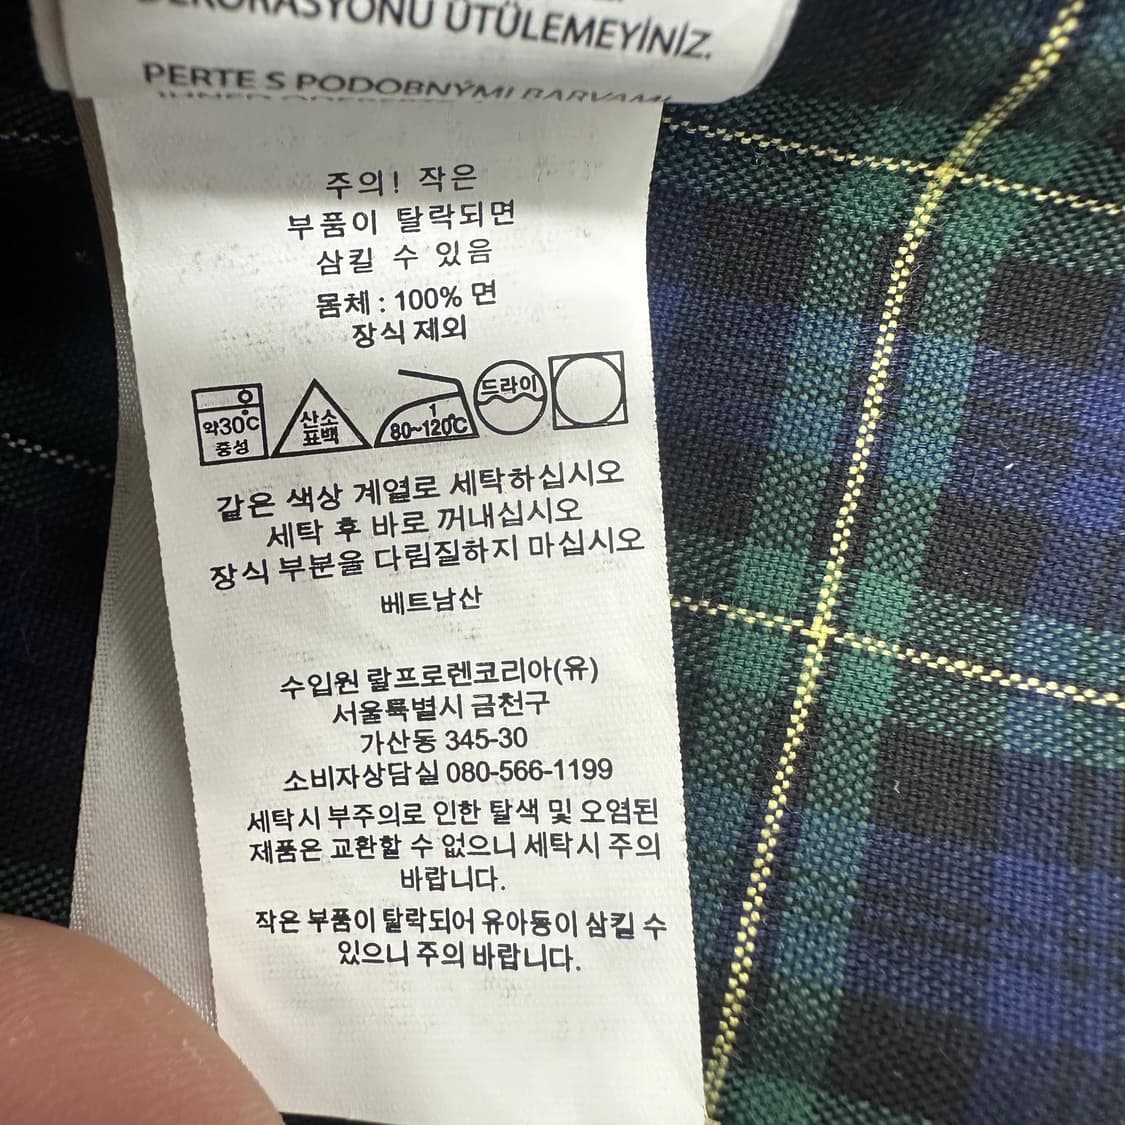 DEKORASYONU ÜTÜLEMEYİNİZ.
PERTE S PODOBNÝMI BARVAMI
주의! 작은
부품이 탈락되면
삼킬 수 있음
몸체 : 100% 면
장식 제외
약30℃
중성
산소
표백
1
80~120℃
드라이
같은 색상 계열로 세탁하십시오
세탁 후 바로 꺼내십시오
장식 부분을 다림질하지 마십시오
베트남산
수입원 랄프로렌코리아(유)
서울특별시 금천구
가산동 345-30
소비자상담실 080-566-1199
세탁시 부주의로 인한 탈색 및 오염된
제품은 교환할 수 없으니 세탁시 주의
바랍니다.
작은 부품이 탈락되어 유아등이 삼킬 수
있으니 주의 바랍니다.